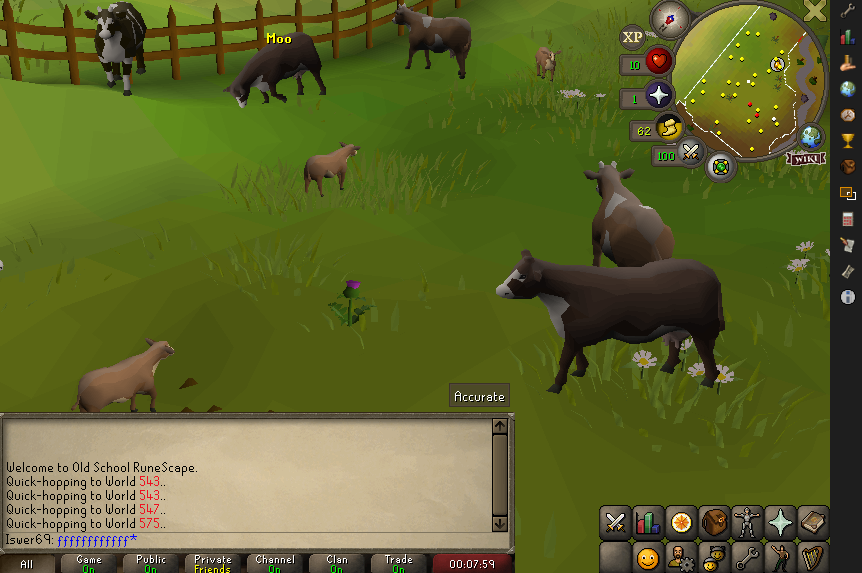 Moo
XP
10
1
62
100
WIKI
Accurate
Welcome to Old School RuneScape.
Quick-hopping to World 543..
Quick-hopping to World 543..
Quick-hopping to World 547..
Quick-hopping to World 575..
Iswer69: ffffffffffff*
All
Game
On
Public
On
Private
Friends
Channel
On
Clan
On
Trade
On
00:07:59